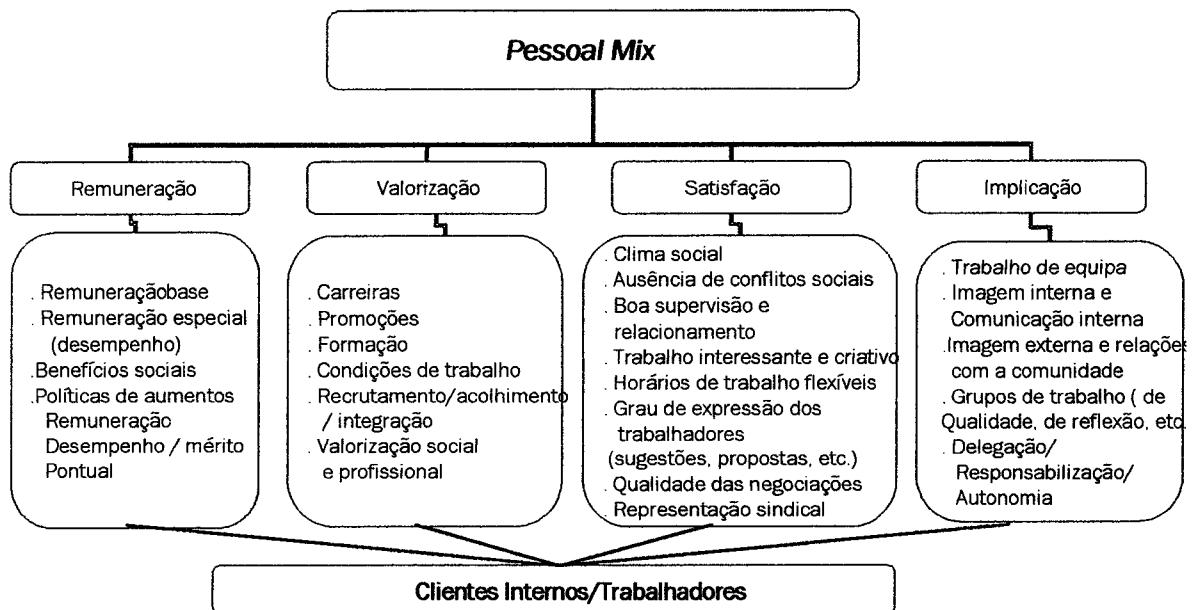 Pessoal Mix
Remuneração
Valorização
Satisfação
Implicação
. Remuneraçãobase
. Remuneração especial
(desempenho)
. Benefícios sociais
. Políticas de aumentos
Remuneração
Desempenho / mérito
Pontual
. Carreiras
. Promoções
. Formação
. Condições de trabalho
. Recrutamento/acolhimento
/ integração
. Valorização social
e profissional
. Clima social
. Ausência de conflitos sociais
. Boa supervisão e
relacionamento
. Trabalho interessante e criativo
. Horários de trabalho flexíveis
. Grau de expressão dos
trabalhadores
(sugestões, propostas, etc.)
. Qualidade das negociações
. Representação sindical
. Trabalho de equipa
. Imagem interna e
Comunicação interna
.Imagem externa e relações
com a comunidade
. Grupos de trabalho ( de
Qualidade, de reflexão, etc.
. Delegação/
Responsabilização/
Autonomia
Clientes Internos/Trabalhadores